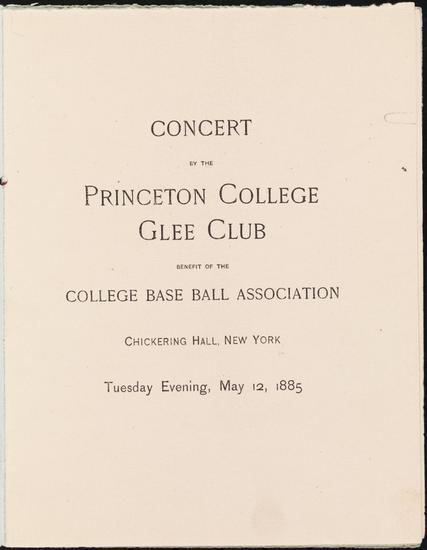 CONCERT
BY THE
PRINCETON COLLEGE
GLEE CLUB
BENEFIT OF THE
COLLEGE BASE BALL ASSOCIATION
CHICKERING HALL, NEW YORK
Tuesday Evening, May 12, 1885